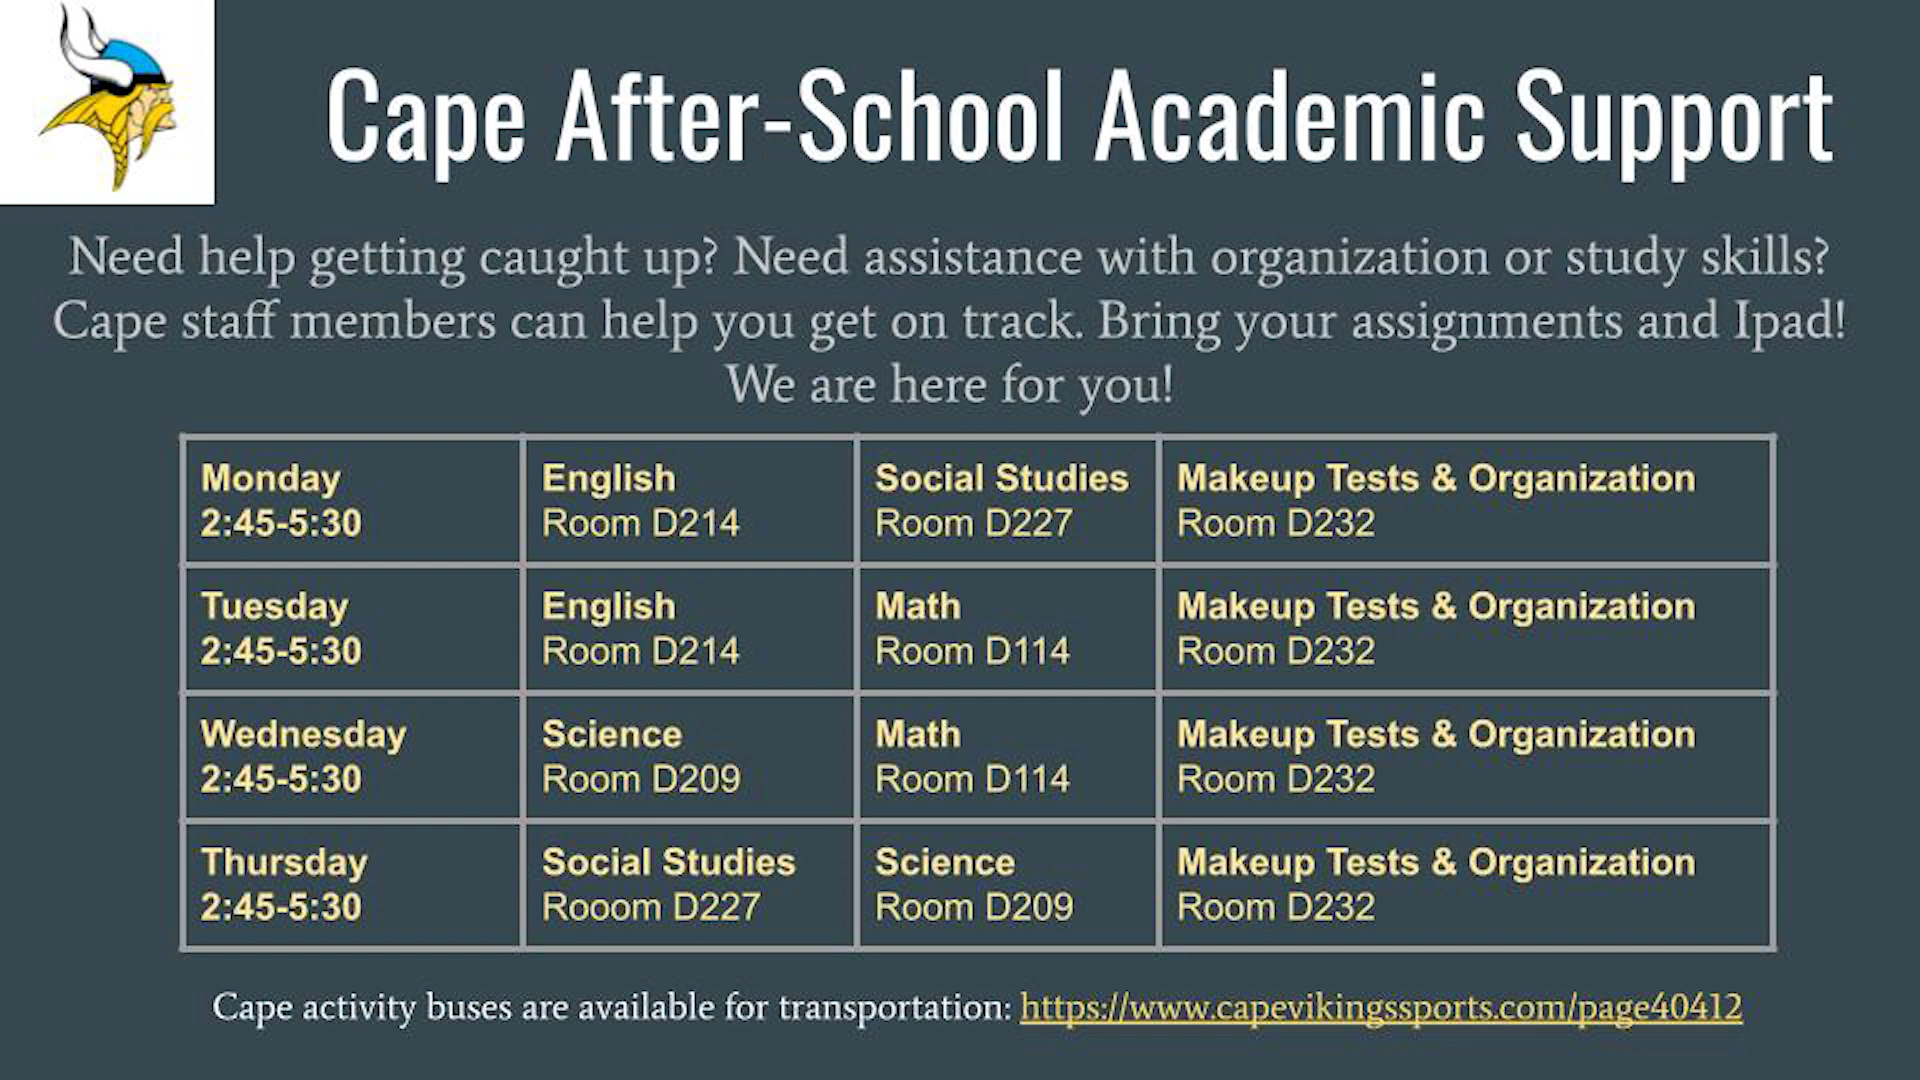 Cape After-School Academic Support
Need help getting caught up? Need assistance with organization or study skills?
Cape staff members can help you get on track. Bring your assignments and Ipad!
We are here for you!
Monday
2:45-5:30
English
Room D214
Social Studies
Room D227
Makeup Tests & Organization
Room D232
Tuesday
2:45-5:30
English
Room D214
Math
Room D114
Makeup Tests & Organization
Room D232
Wednesday
2:45-5:30
Science
Room D209
Math
Room D114
Makeup Tests & Organization
Room D232
Thursday
2:45-5:30
Social Studies
Rooom D227
Science
Room D209
Makeup Tests & Organization
Room D232
Cape activity buses are available for transportation: https://www.capevikingssports.com/page40412